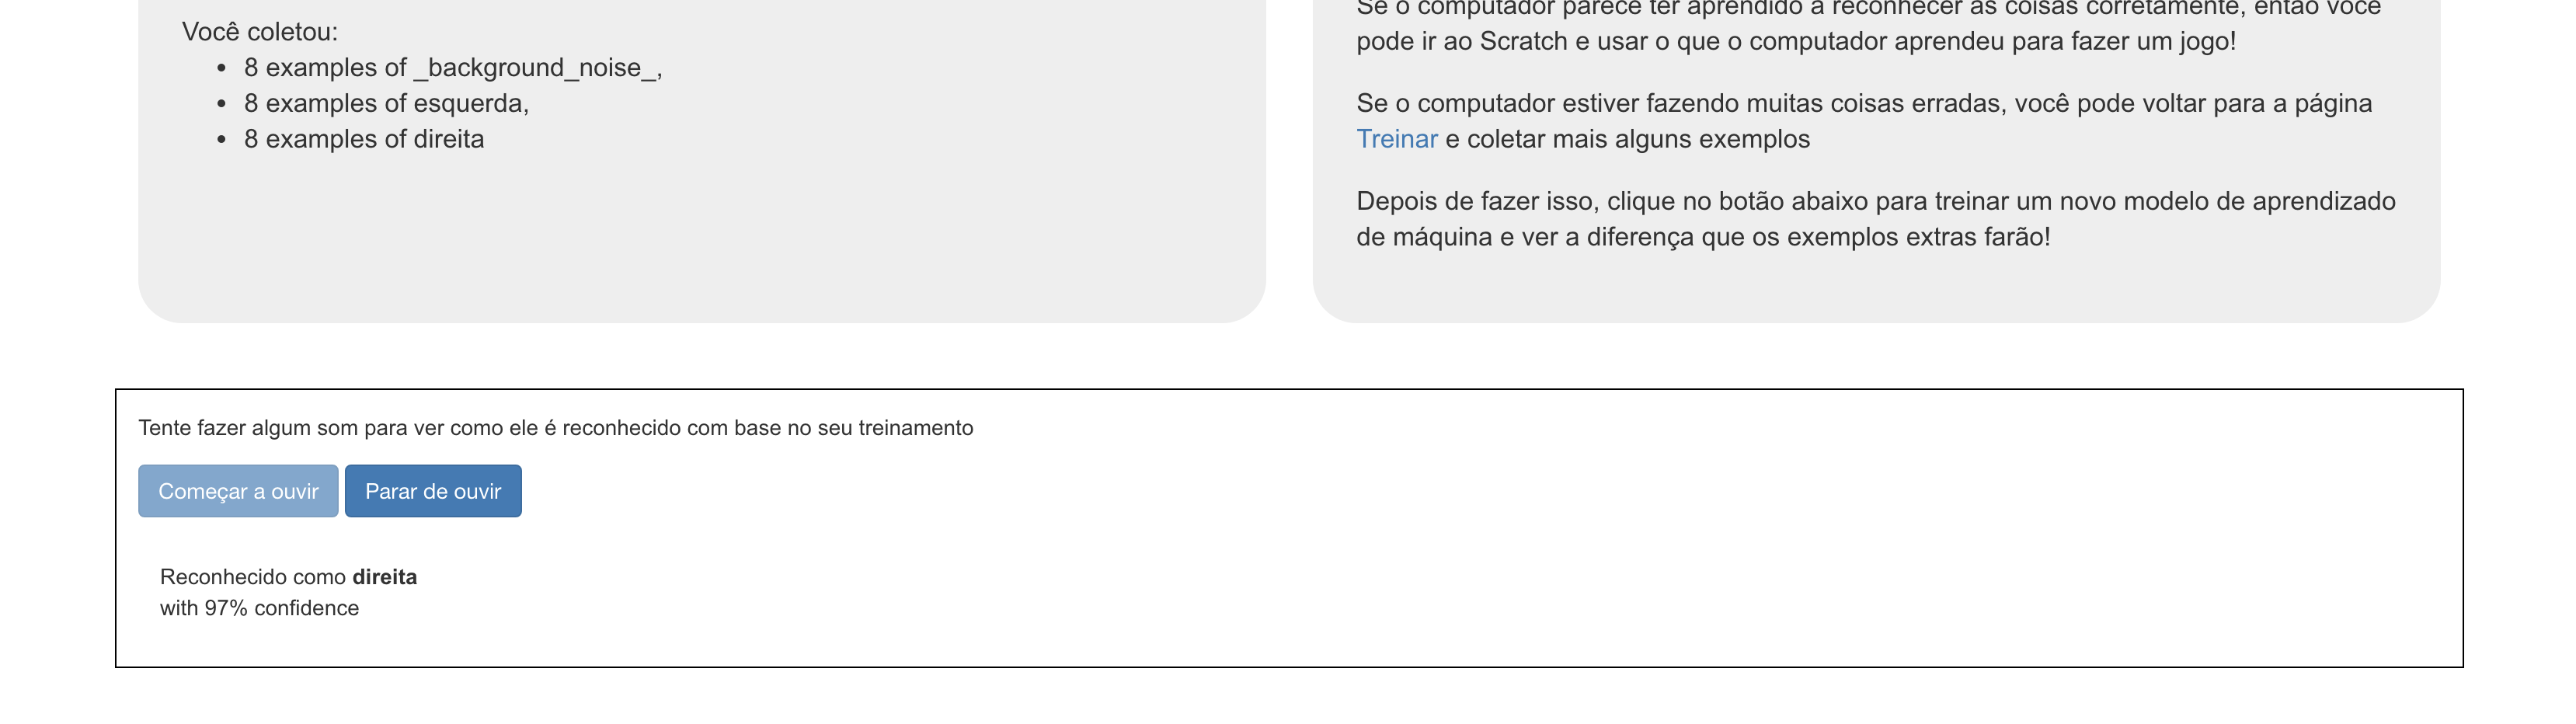 Você coletou:
8 examples of _background_noise_,
8 examples of esquerda,
8 examples of direita
Se o computador parece ter aprendido a reconhecer as coisas corretamente, então você
pode ir ao Scratch e usar o que o computador aprendeu para fazer um jogo!
Se o computador estiver fazendo muitas coisas erradas, você pode voltar para a página
Treinar e coletar mais alguns exemplos
Depois de fazer isso, clique no botão abaixo para treinar um novo modelo de aprendizado
de máquina e ver a diferença que os exemplos extras farão!
Tente fazer algum som para ver como ele é reconhecido com base no seu treinamento
Começar a ouvir Parar de ouvir
Reconhecido como direita
with 97% confidence